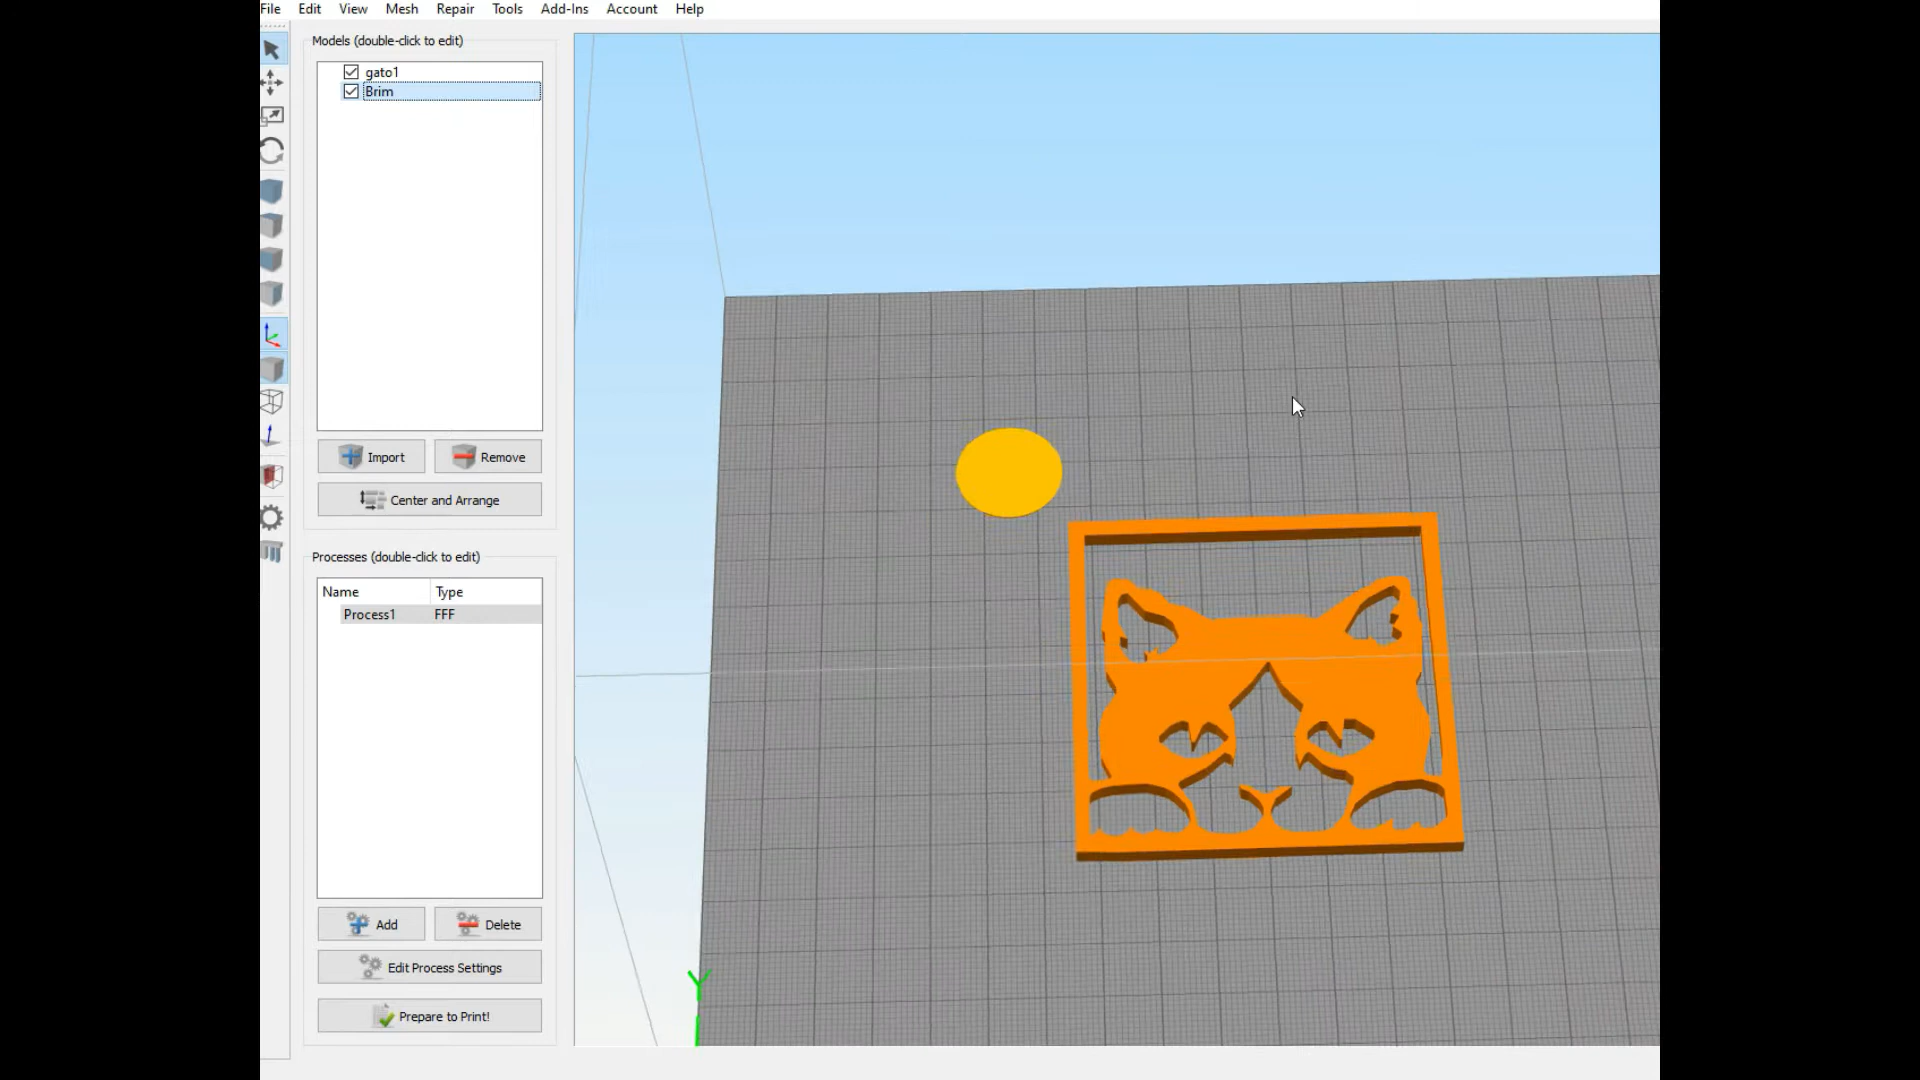 File Edit View Mesh Repair Tools Add-Ins Account Help
Models (double-click to edit)
gato1
Brim
Import Remove
Center and Arrange
Processes (double-click to edit)
Name Type
Process1 FFF
Add Delete
Edit Process Settings
Prepare to Print!
Y